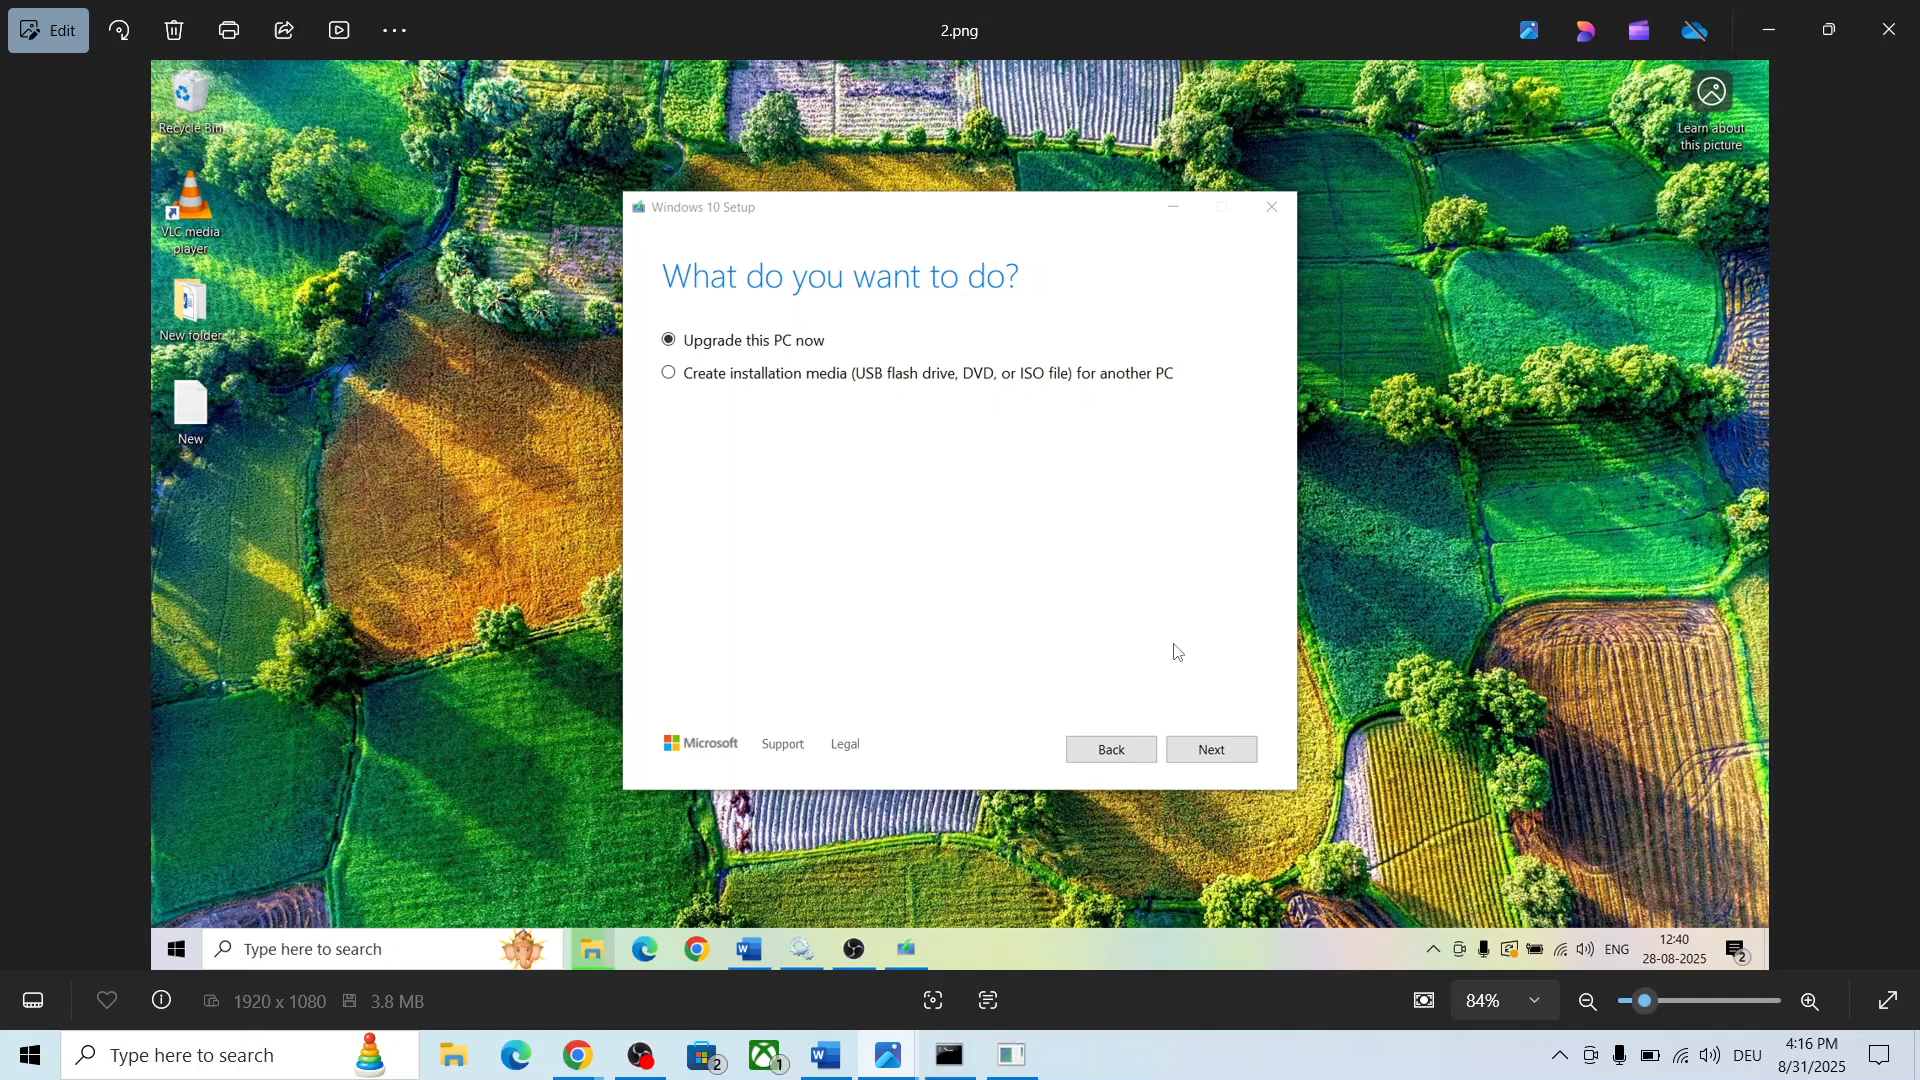 Edit
2.png
Recycle Bin
Learn about
this picture
VLC media
player
New folder
New
Windows 10 Setup
What do you want to do?
Upgrade this PC now
Create installation media (USB flash drive, DVD, or ISO file) for another PC
Microsoft
Support
Legal
Back
Next
Type here to search
ENG
12:40
28-08-2025
2
1920 x 1080
3.8 MB
84%
Type here to search
2
1
DEU
4:16 PM
8/31/2025